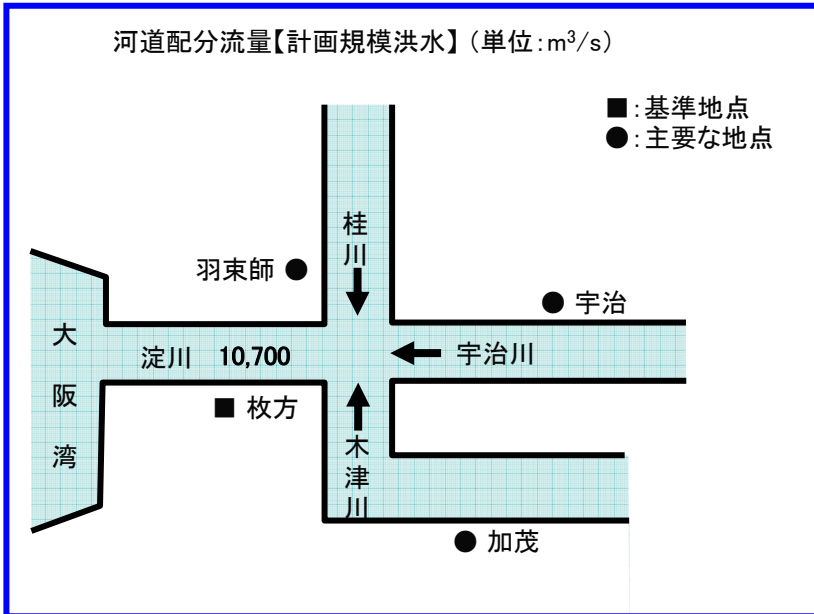 河道配分流量【計画規模洪水】（単位：m³/s）
■：基準地点
●：主要な地点
桂川
羽束師 ●
● 宇治
大阪湾
淀川 10,700
宇治川
■ 枚方
木津川
● 加茂